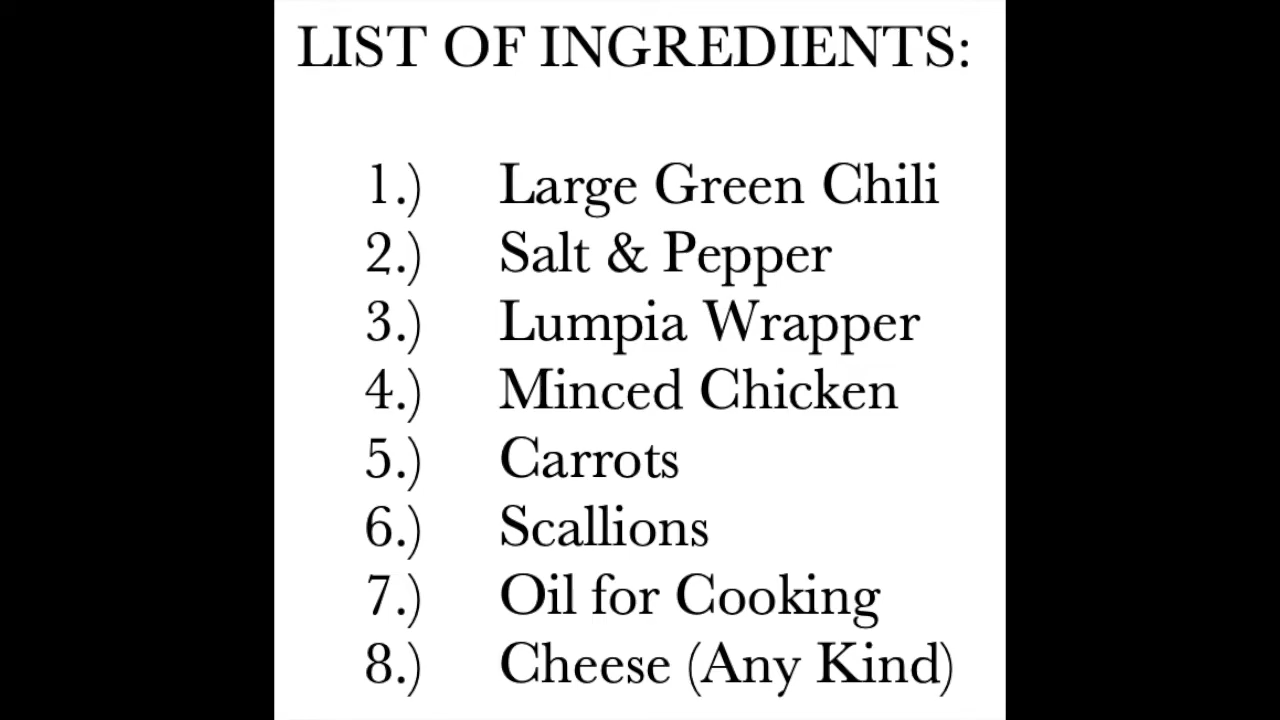 LIST OF INGREDIENTS:
1.) Large Green Chili
2.) Salt & Pepper
3.) Lumpia Wrapper
4.) Minced Chicken
5.) Carrots
6.) Scallions
7.) Oil for Cooking
8.) Cheese (Any Kind)